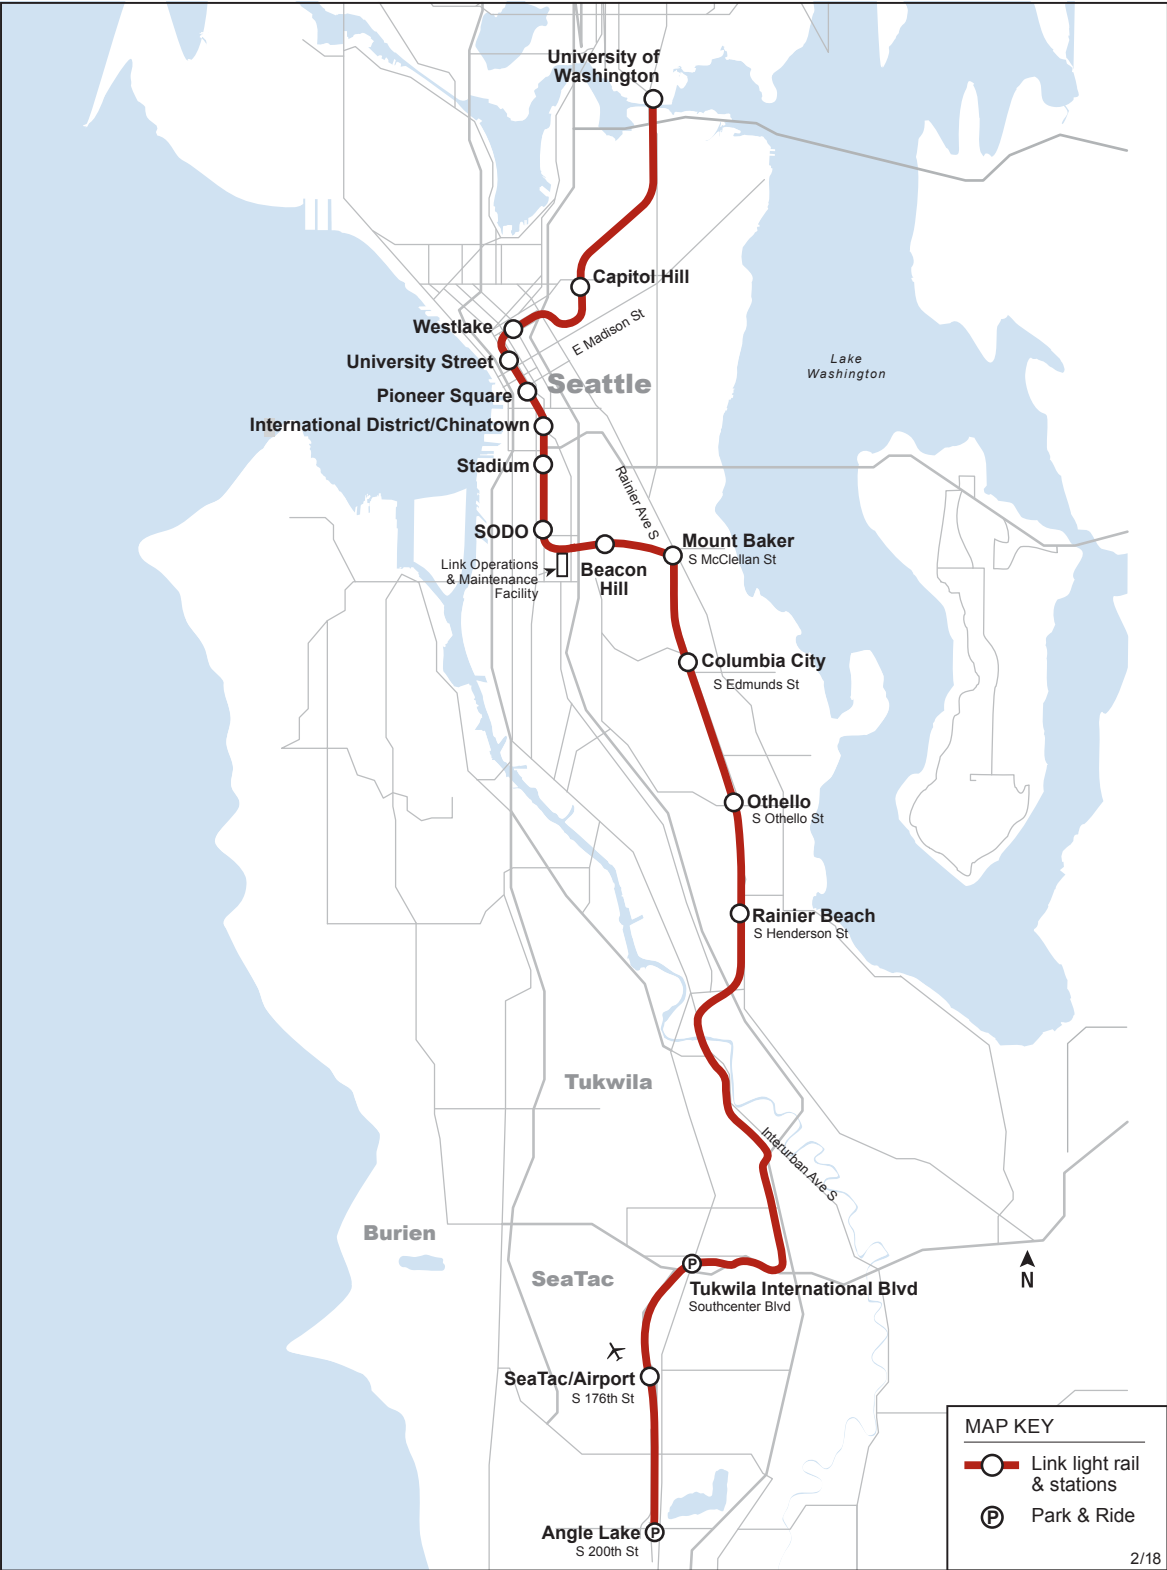 University of
Washington
Capitol Hill
Westlake
E Madison St
University Street
Lake
Washington
Seattle
Pioneer Square
International District/Chinatown
Stadium
Rainier Ave S
SODO
Mount Baker
S McClellan St
Link Operations
& Maintenance
Facility
Beacon
Hill
Columbia City
S Edmunds St
Othello
S Othello St
Rainier Beach
S Henderson St
Tukwila
Interurban Ave S
Burien
SeaTac
P
N
Tukwila International Blvd
Southcenter Blvd
SeaTac/Airport
S 176th St
MAP KEY
Link light rail
& stations
P Park & Ride
Angle Lake P
S 200th St
2/18